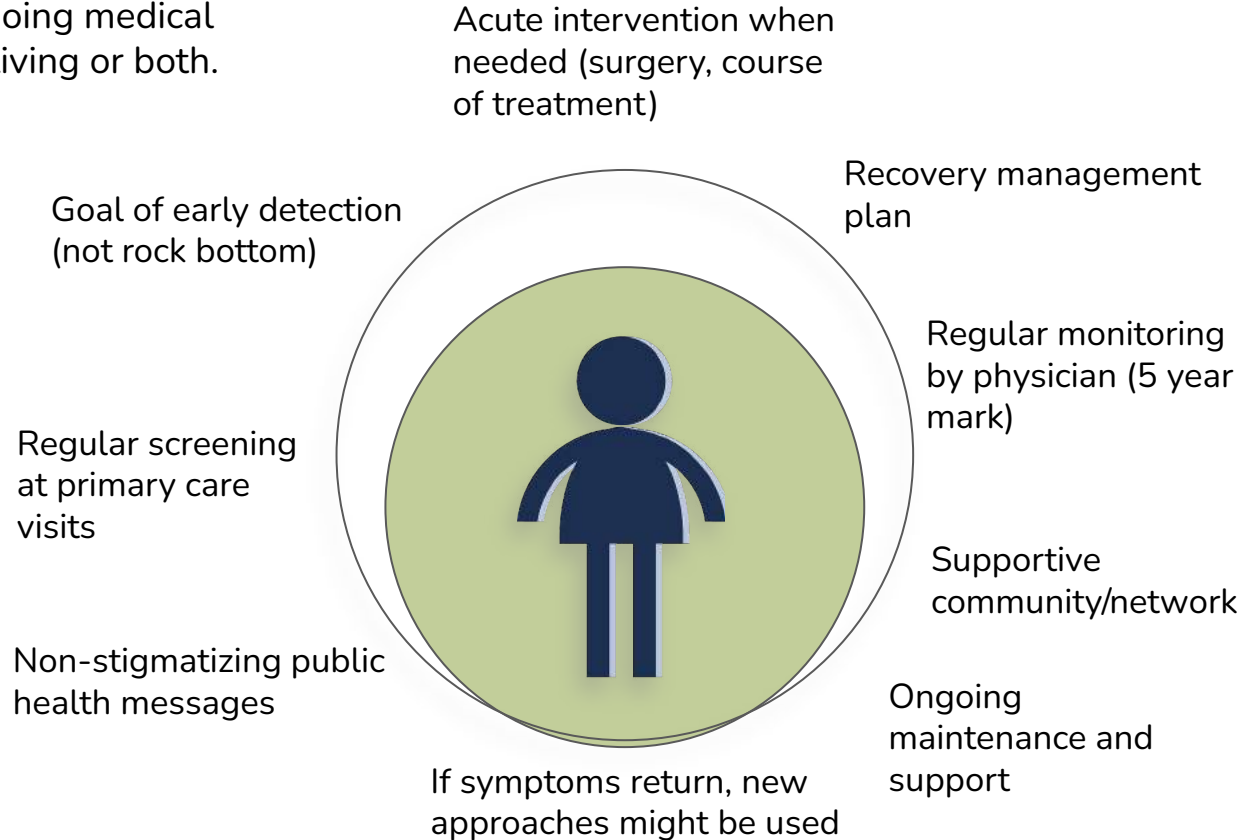 oing medical
iving or both.
Acute intervention when
needed (surgery, course
of treatment)
Recovery management
plan
Goal of early detection
(not rock bottom)
Regular monitoring
by physician (5 year
mark)
Regular screening
at primary care
visits
Supportive
community/network
Non-stigmatizing public
health messages
Ongoing
maintenance and
support
If symptoms return, new
approaches might be used